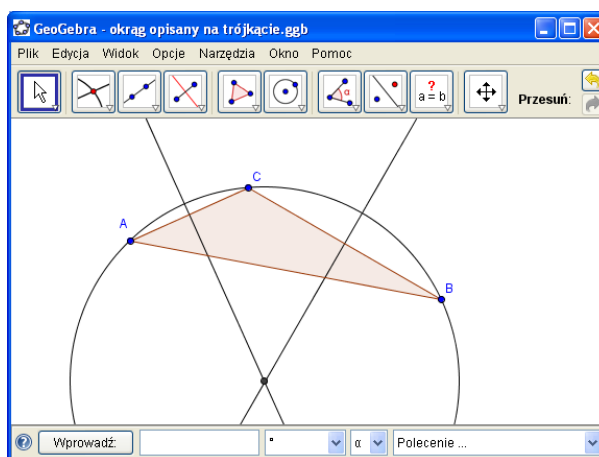 GeoGebra - okrąg opisany na trójkącie.ggb
Plik Edycja Widok Opcje Narzędzia Okno Pomoc
α ? a = b Przesuń:
C
A
B
Wprowadź: ° α Polecenie ...